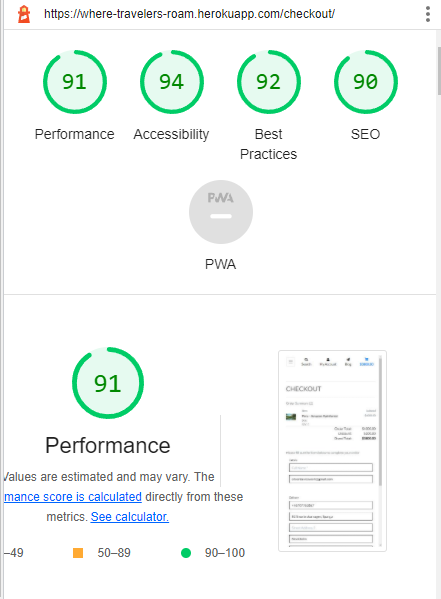 https://where-travelers-roam.herokuapp.com/checkout/
91
94
92
90
Performance
Accessibility
Best
Practices
SEO
PWA
PWA
91
Performance
Values are estimated and may vary. The
mance score is calculated directly from these
metrics. See calculator.
–49
50–89
90–100
CHECKOUT